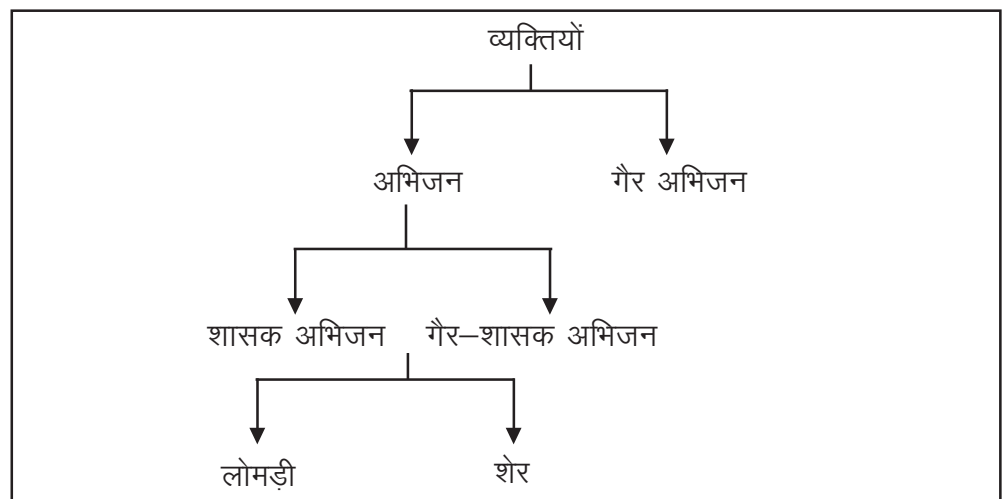 व्यक्तियों
अभिजन गैर अभिजन
शासक अभिजन गैर–शासक अभिजन
लोमड़ी शेर